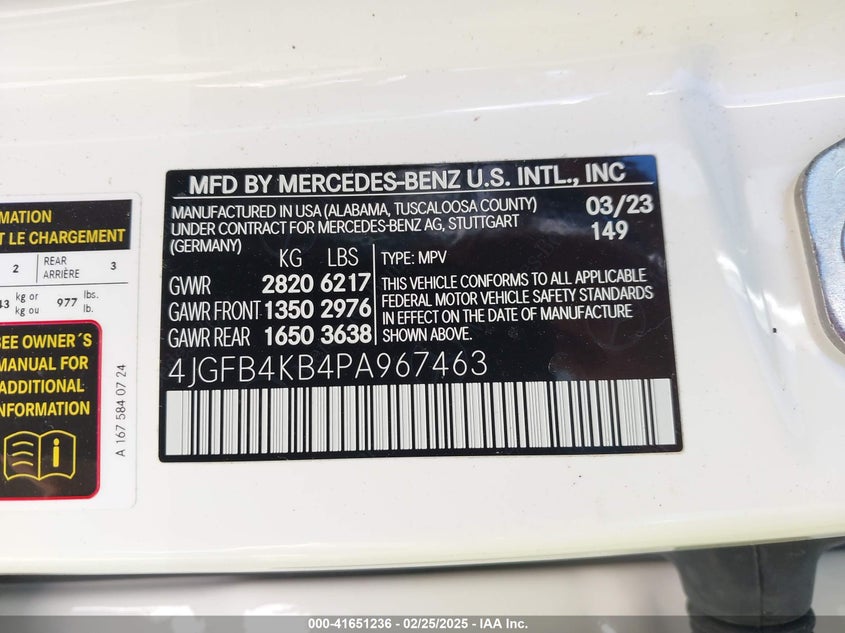 MFD BY MERCEDES-BENZ U.S. INTL., INC
MANUFACTURED IN USA (ALABAMA, TUSCALOOSA COUNTY)
UNDER CONTRACT FOR MERCEDES-BENZ AG, STUTTGART
(GERMANY)
03/23
149
KG LBS
GWR 2820 6217
GAWR FRONT 1350 2976
GAWR REAR 1650 3638
TYPE: MPV
THIS VEHICLE CONFORMS TO ALL APPLICABLE
FEDERAL MOTOR VEHICLE SAFETY STANDARDS
IN EFFECT ON THE DATE OF MANUFACTURE
SHOWN ABOVE.
4JGFB4KB4PA967463
LE CHARGEMENT
2 REAR 3
ARRIÈRE
kg or 977 lbs.
kg ou lb.
OWNER´S
MANUAL FOR
ADDITIONAL
INFORMATION
A 167 584 07 24
000-41651236 - 02/25/2025 - IAA Inc.